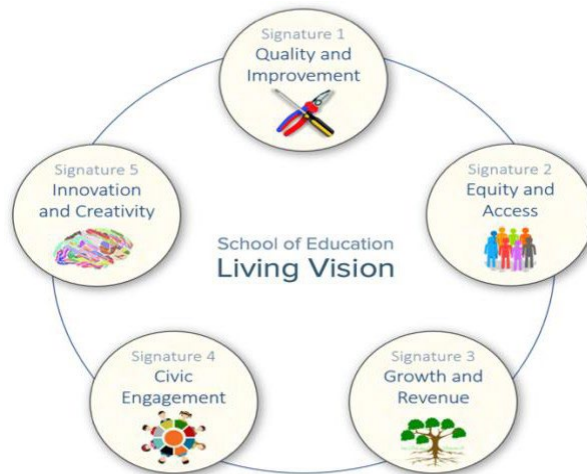 Signature 1
Quality and
Improvement
Signature 2
Equity and
Access
Signature 3
Growth and
Revenue
Signature 4
Civic
Engagement
Signature 5
Innovation
and Creativity
School of Education
Living Vision